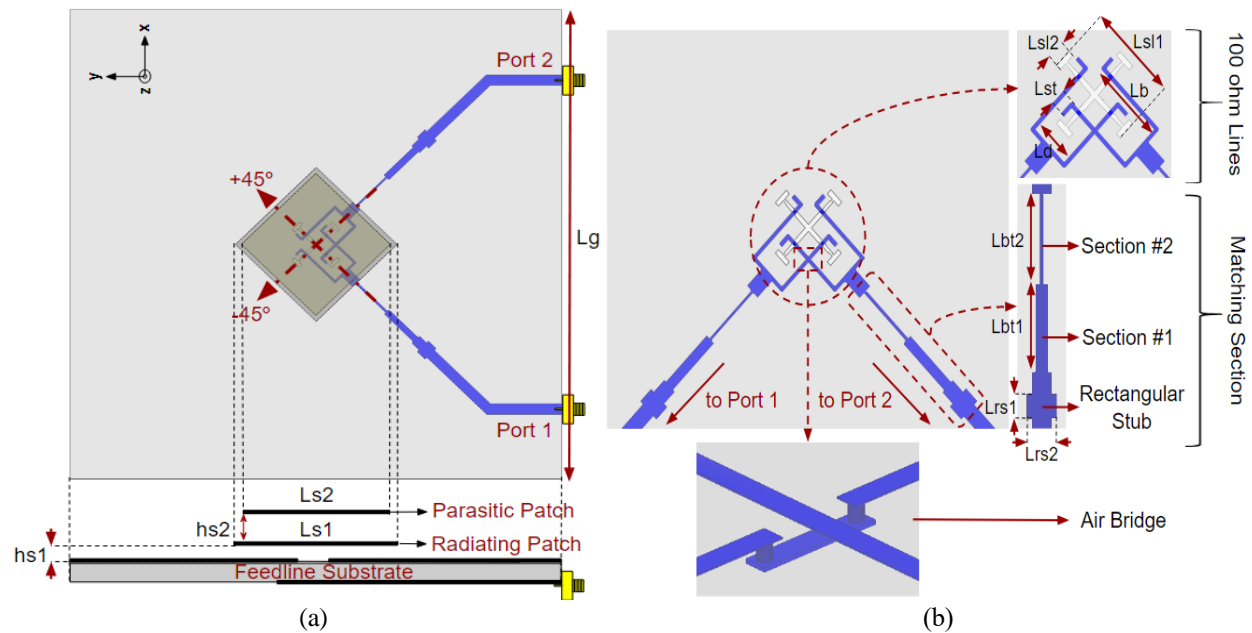 x
y
z
Port 2
+45°
-45°
Lg
Port 1
Ls2
Parasitic Patch
hs2
Ls1
Radiating Patch
hs1
Feedline Substrate
(a)
Lsl2
Lsl1
Lst
Lb
Ld
100 ohm Lines
Lbt2
Section #2
Lbt1
Section #1
Lrs1
Rectangular
Stub
Lrs2
Matching Section
to Port 1
to Port 2
Air Bridge
(b)